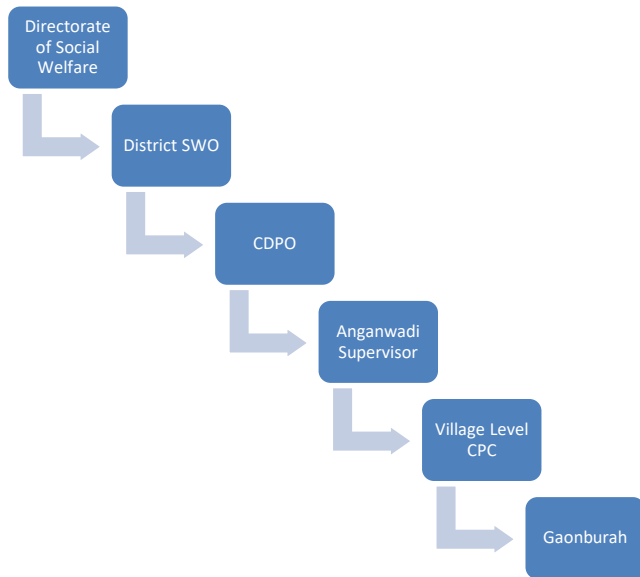 Directorate
of Social
Welfare
District SWO
CDPO
Anganwadi
Supervisor
Village Level
CPC
Gaonburah